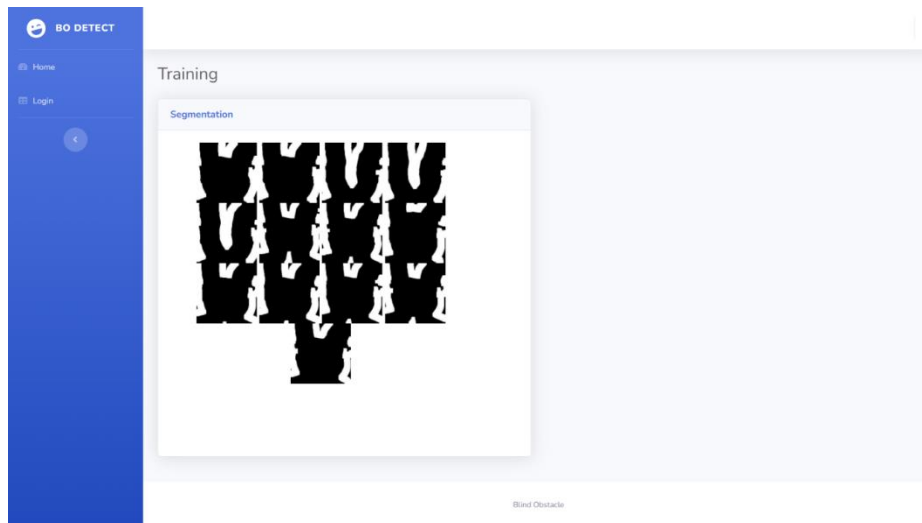 BO DETECT
Home
Login
Training
Segmentation
Blind Obstacle